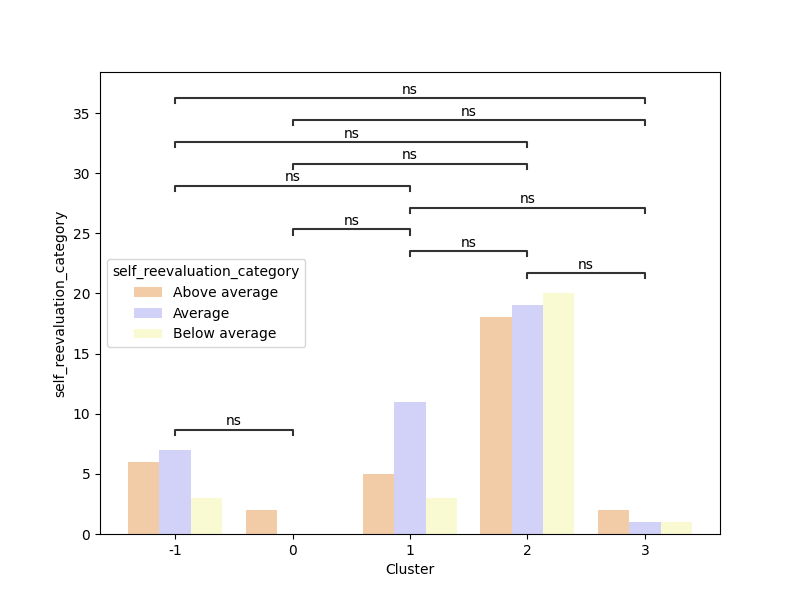 ns
35
ns
ns
30
ns
ns
ns
25
ns
ns
ns
self_reevaluation_category
self_reevaluation_category
Above average
20
Average
Below average
15
10
ns
5
0
-1
0
1
2
3
Cluster